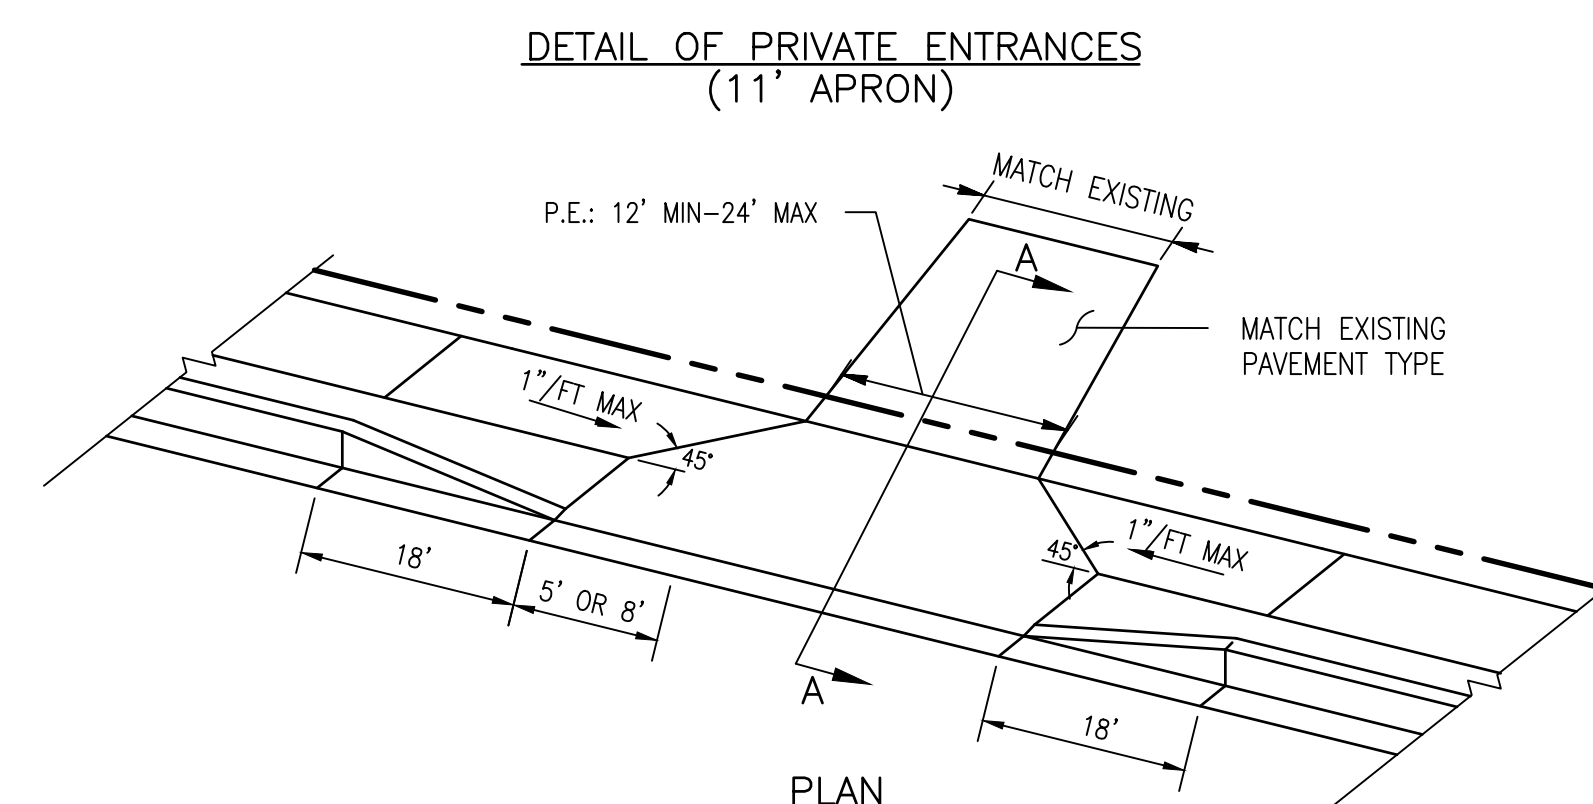 DETAIL OF PRIVATE ENTRANCES
(11' APRON)
MATCH EXISTING
P.E.: 12' MIN-24' MAX
A
MATCH EXISTING
PAVEMENT TYPE
1"/FT MAX
45°
1"/FT MAX
45°
18'
5' OR 8'
A
18'
PLAN